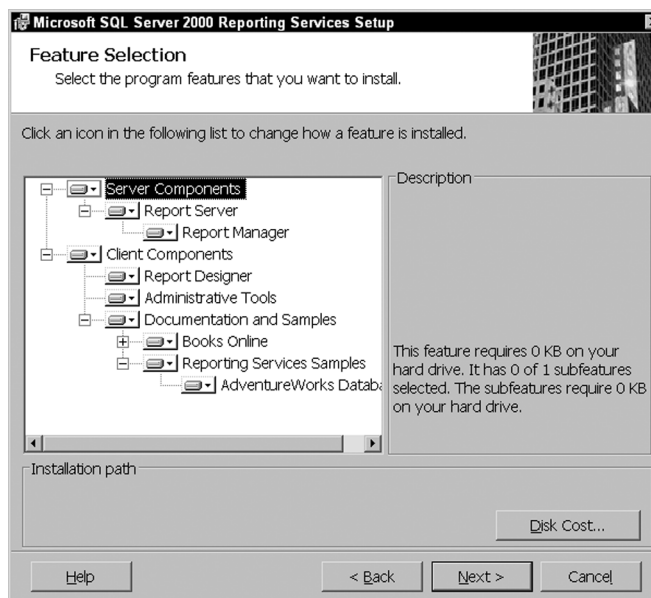 Microsoft SQL Server 2000 Reporting Services Setup
Feature Selection
Select the program features that you want to install.
Click an icon in the following list to change how a feature is installed.
Server Components
Report Server
Report Manager
Client Components
Report Designer
Administrative Tools
Documentation and Samples
Books Online
Reporting Services Samples
AdventureWorks Databa
Description
This feature requires 0 KB on your
hard drive. It has 0 of 1 subfeatures
selected. The subfeatures require 0 KB
on your hard drive.
Installation path
Disk Cost...
Help
< Back
Next >
Cancel